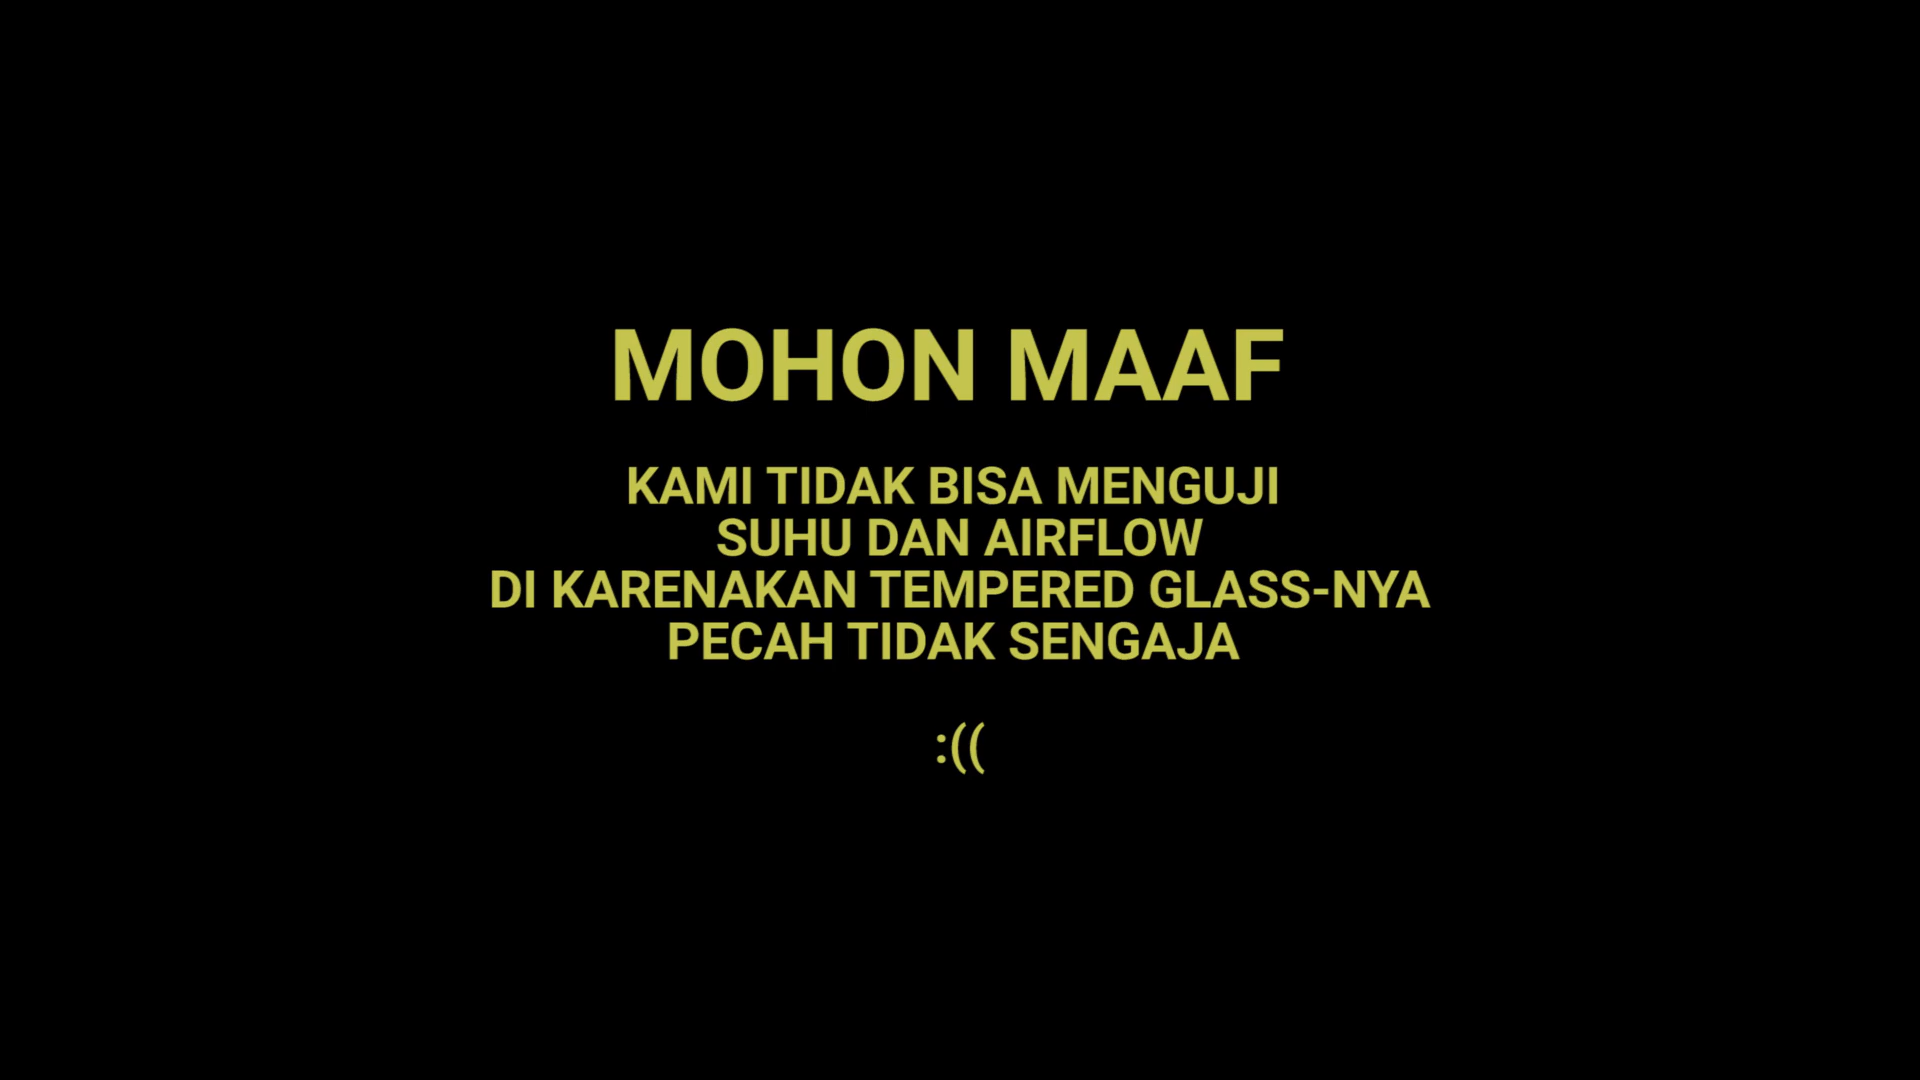 MOHON MAAF
KAMI TIDAK BISA MENGUJI
SUHU DAN AIRFLOW
DI KARENAKAN TEMPERED GLASS-NYA
PECAH TIDAK SENGAJA
:((